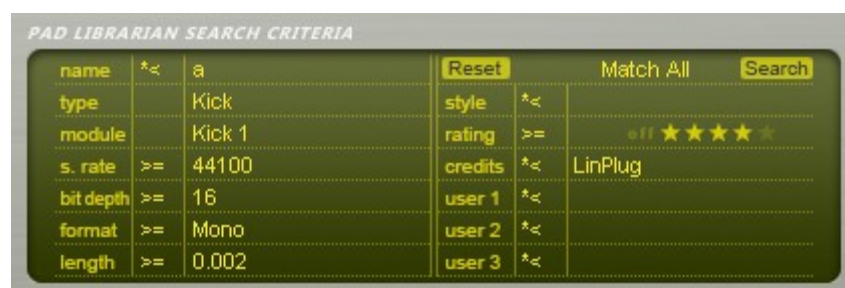 PAD LIBRARIAN SEARCH CRITERIA
name *< a Reset Match All Search
type Kick style *<
module Kick 1 rating >= off ★★★★★
s. rate >= 44100 credits *< LinPlug
bit depth >= 16 user 1 *<
format >= Mono user 2 *<
length >= 0.002 user 3 *<